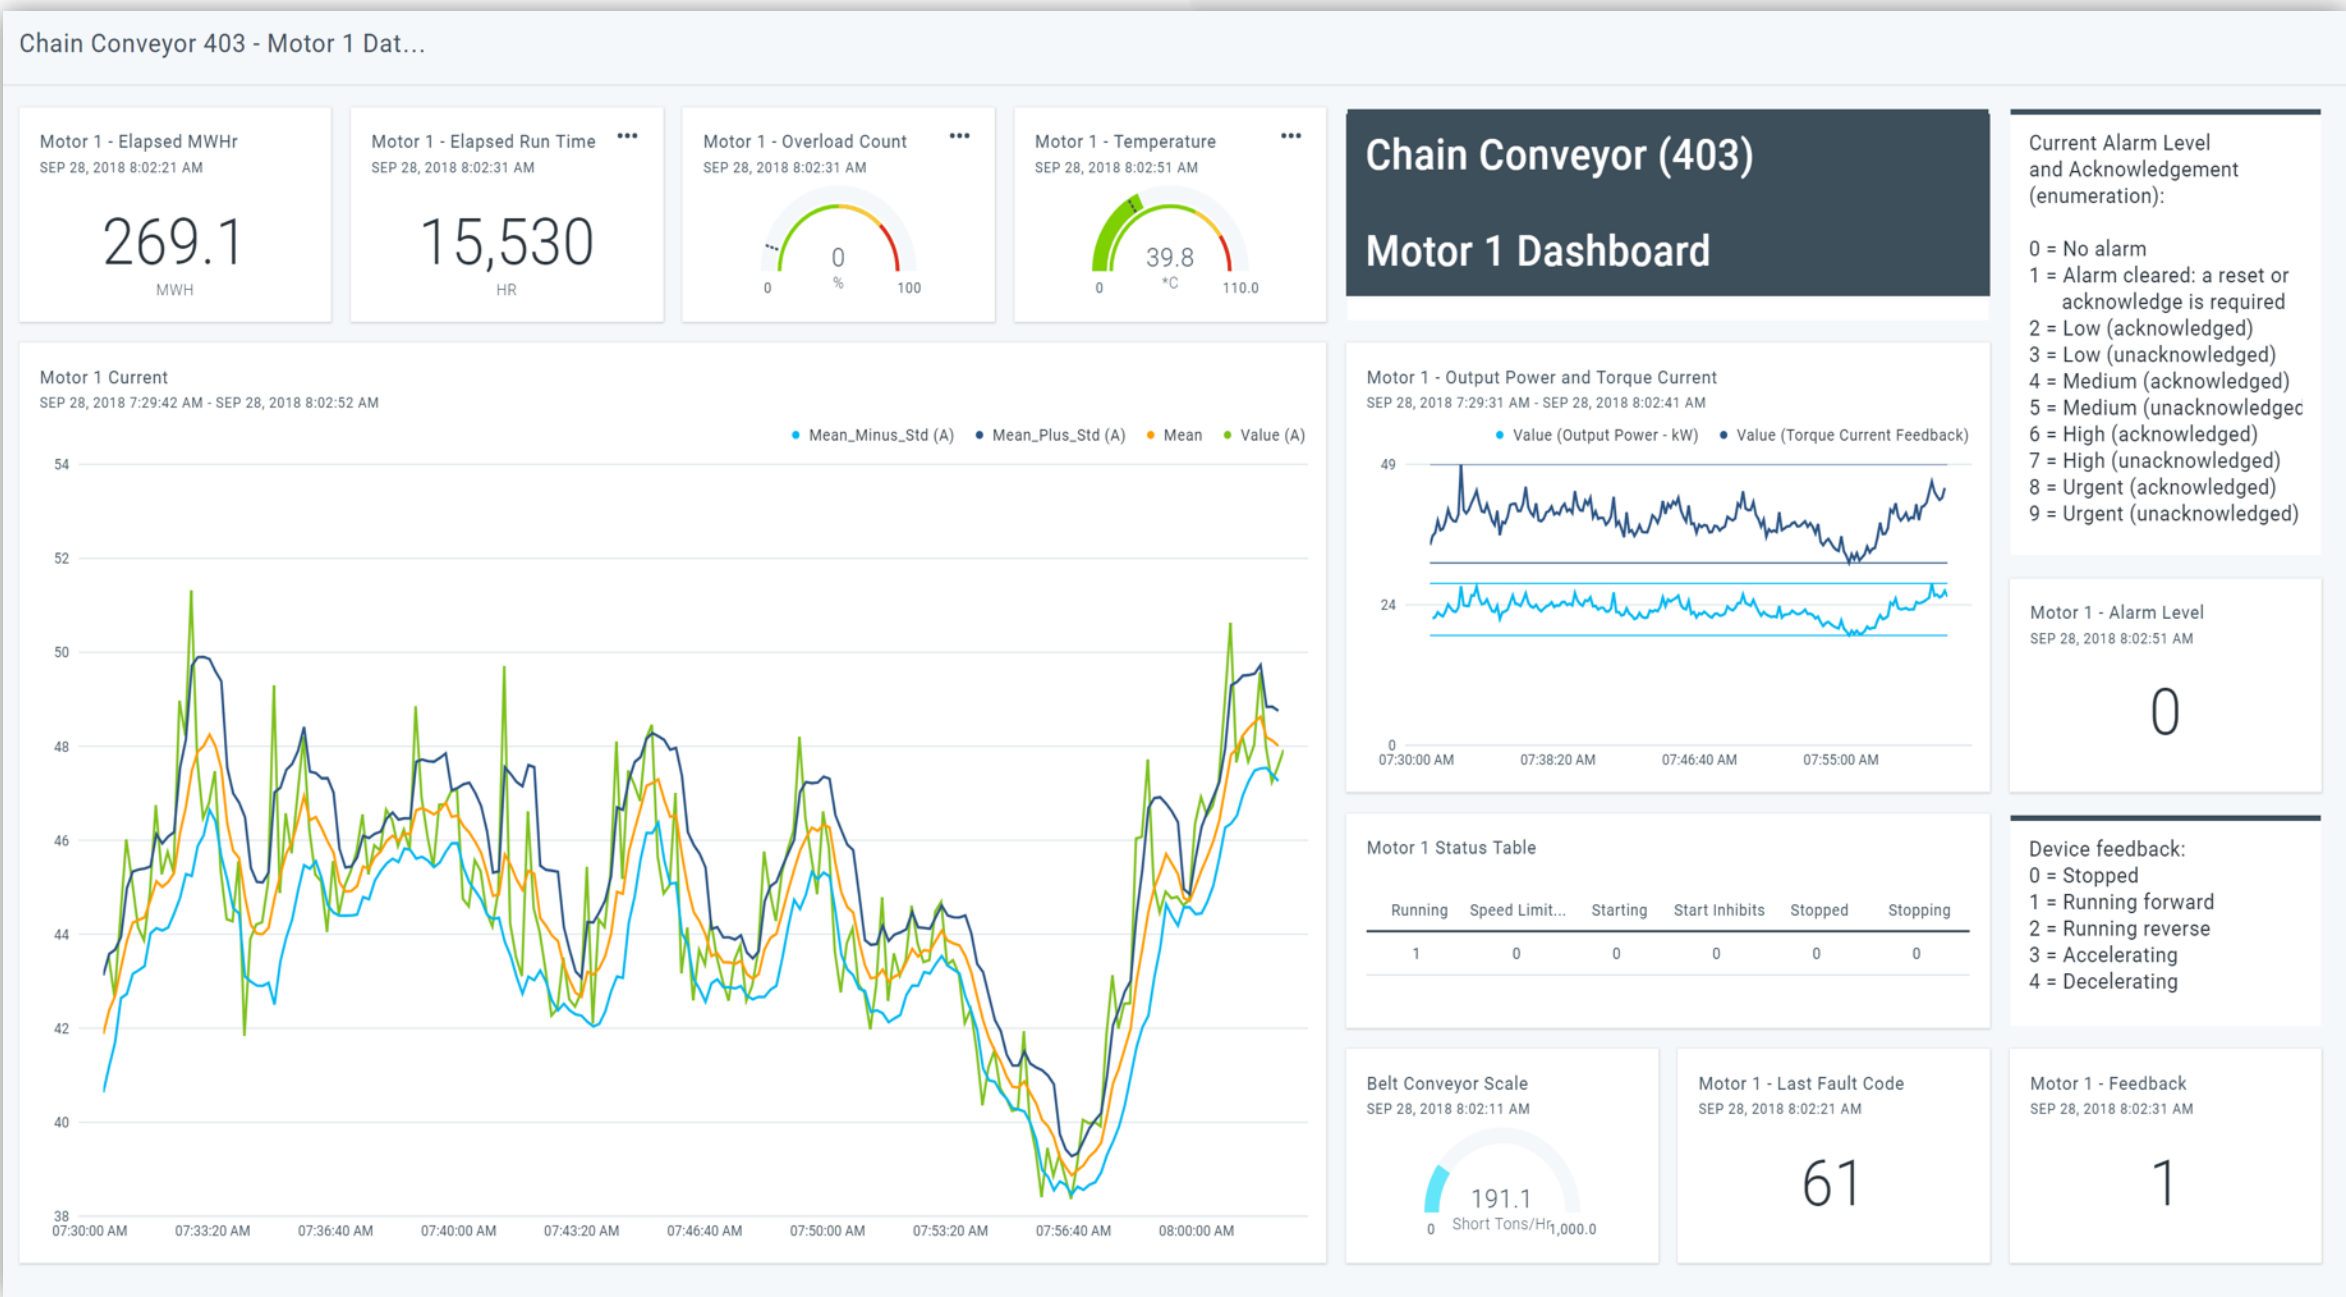 Chain Conveyor 403 - Motor 1 Dat...
Motor 1 - Elapsed MWHr
SEP 28, 2018 8:02:21 AM
269.1
MWH
Motor 1 - Elapsed Run Time
SEP 28, 2018 8:02:31 AM
15,530
HR
Motor 1 - Overload Count
SEP 28, 2018 8:02:31 AM
0
%
0
100
Motor 1 - Temperature
SEP 28, 2018 8:02:51 AM
39.8
*C
0
110.0
Chain Conveyor (403)
Motor 1 Dashboard
Current Alarm Level
and Acknowledgement
(enumeration):
0 = No alarm
1 = Alarm cleared: a reset or
acknowledge is required
2 = Low (acknowledged)
3 = Low (unacknowledged)
4 = Medium (acknowledged)
5 = Medium (unacknowledged
6 = High (acknowledged)
7 = High (unacknowledged)
8 = Urgent (acknowledged)
9 = Urgent (unacknowledged)
Motor 1 Current
SEP 28, 2018 7:29:42 AM - SEP 28, 2018 8:02:52 AM
Mean_Minus_Std (A) Mean_Plus_Std (A) Mean Value (A)
54
52
50
48
46
44
42
40
38
07:30:00 AM 07:33:20 AM 07:36:40 AM 07:40:00 AM 07:43:20 AM 07:46:40 AM 07:50:00 AM 07:53:20 AM 07:56:40 AM 08:00:00 AM
Motor 1 - Output Power and Torque Current
SEP 28, 2018 7:29:31 AM - SEP 28, 2018 8:02:41 AM
Value (Output Power - kW) Value (Torque Current Feedback)
49
24
0
07:30:00 AM 07:38:20 AM 07:46:40 AM 07:55:00 AM
Motor 1 - Alarm Level
SEP 28, 2018 8:02:51 AM
0
Motor 1 Status Table
Running Speed Limit... Starting Start Inhibits Stopped Stopping
1 0 0 0 0 0
Device feedback:
0 = Stopped
1 = Running forward
2 = Running reverse
3 = Accelerating
4 = Decelerating
Belt Conveyor Scale
SEP 28, 2018 8:02:11 AM
191.1
Short Tons/Hr
0
1,000.0
Motor 1 - Last Fault Code
SEP 28, 2018 8:02:21 AM
61
Motor 1 - Feedback
SEP 28, 2018 8:02:31 AM
1